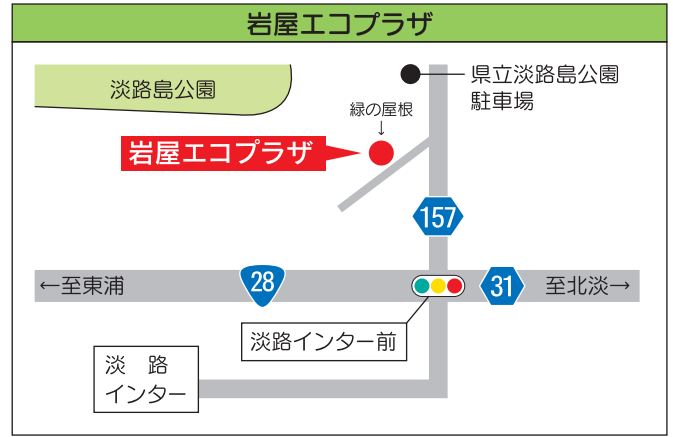 岩屋エコプラザ
淡路島公園
県立淡路島公園
駐車場
緑の屋根
↓
岩屋エコプラザ
157
←至東浦
28
31
至北淡→
淡路インター前
淡　路
インター